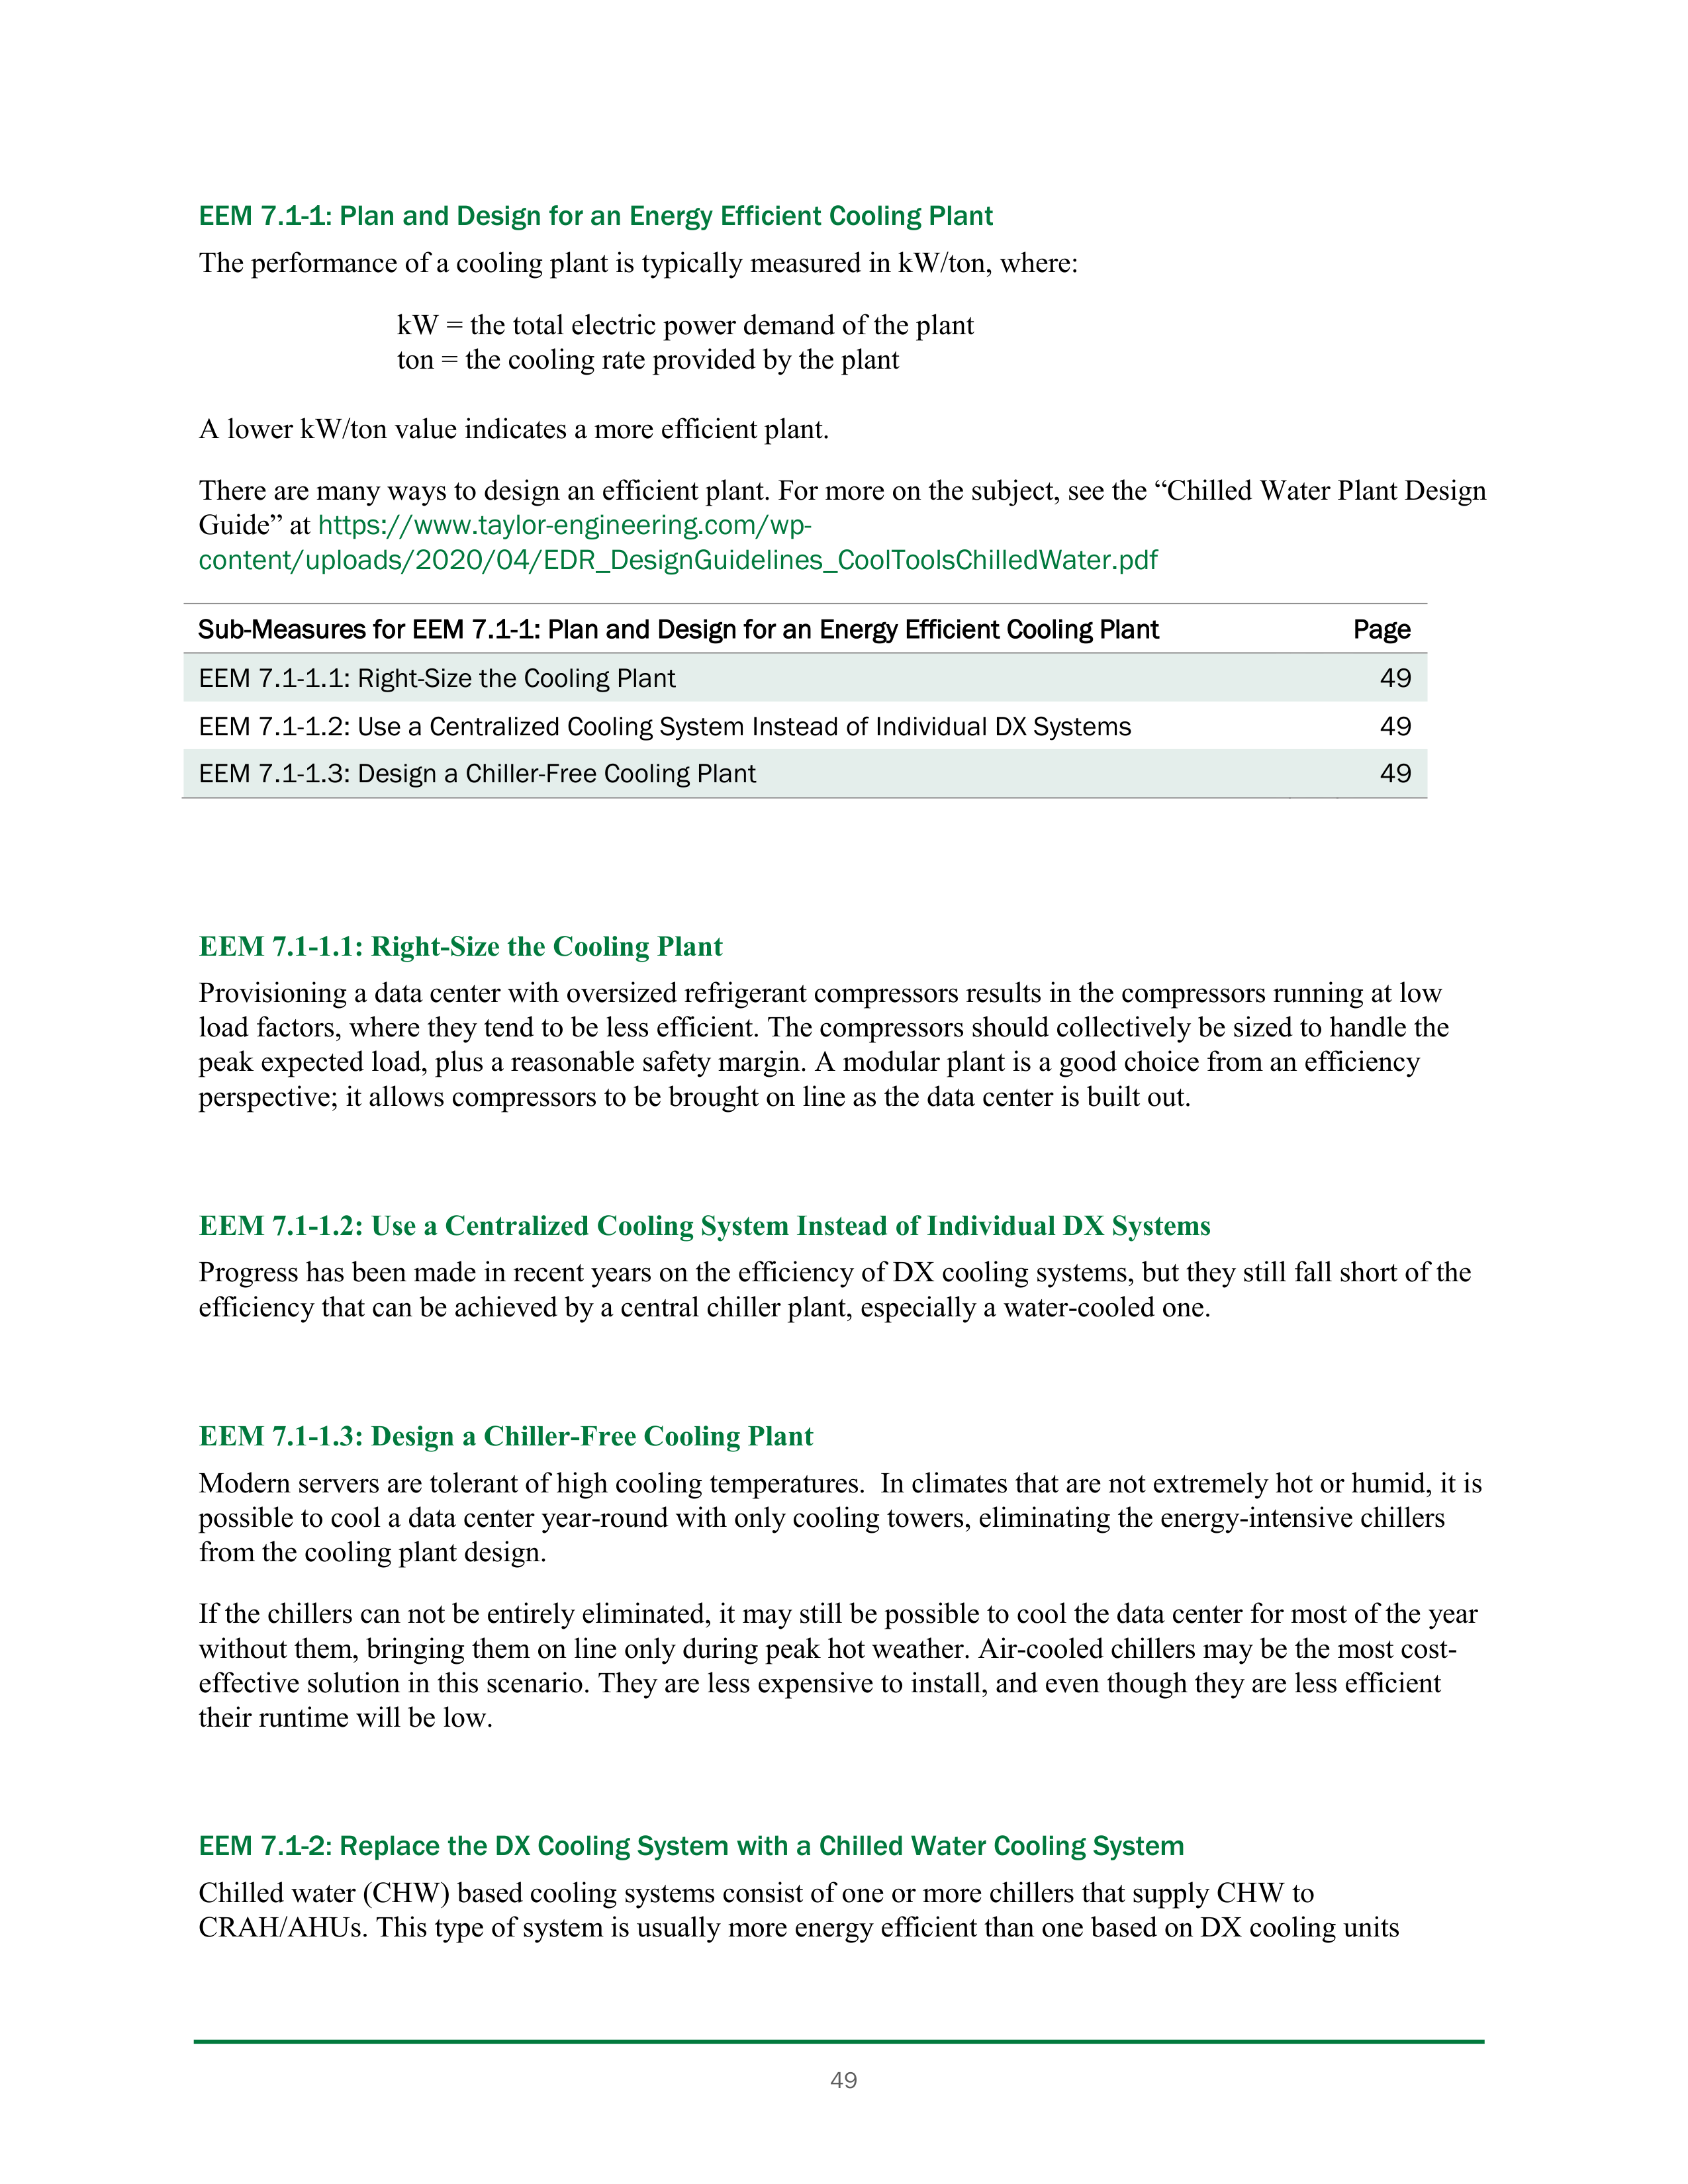 EEM 7.1-1: Plan and Design for an Energy Efficient Cooling Plant
The performance of a cooling plant is typically measured in kW/ton, where:
kW = the total electric power demand of the plant
ton = the cooling rate provided by the plant
A lower kW/ton value indicates a more efficient plant.
There are many ways to design an efficient plant. For more on the subject, see the “Chilled Water Plant Design
Guide” at https://www.taylor-engineering.com/wp-
content/uploads/2020/04/EDR_DesignGuidelines_CoolToolsChilledWater.pdf
Sub-Measures for EEM 7.1-1: Plan and Design for an Energy Efficient Cooling Plant Page
EEM 7.1-1.1: Right-Size the Cooling Plant 49
EEM 7.1-1.2: Use a Centralized Cooling System Instead of Individual DX Systems 49
EEM 7.1-1.3: Design a Chiller-Free Cooling Plant 49
EEM 7.1-1.1: Right-Size the Cooling Plant
Provisioning a data center with oversized refrigerant compressors results in the compressors running at low
load factors, where they tend to be less efficient. The compressors should collectively be sized to handle the
peak expected load, plus a reasonable safety margin. A modular plant is a good choice from an efficiency
perspective; it allows compressors to be brought on line as the data center is built out.
EEM 7.1-1.2: Use a Centralized Cooling System Instead of Individual DX Systems
Progress has been made in recent years on the efficiency of DX cooling systems, but they still fall short of the
efficiency that can be achieved by a central chiller plant, especially a water-cooled one.
EEM 7.1-1.3: Design a Chiller-Free Cooling Plant
Modern servers are tolerant of high cooling temperatures.  In climates that are not extremely hot or humid, it is
possible to cool a data center year-round with only cooling towers, eliminating the energy-intensive chillers
from the cooling plant design.
If the chillers can not be entirely eliminated, it may still be possible to cool the data center for most of the year
without them, bringing them on line only during peak hot weather. Air-cooled chillers may be the most cost-
effective solution in this scenario. They are less expensive to install, and even though they are less efficient
their runtime will be low.
EEM 7.1-2: Replace the DX Cooling System with a Chilled Water Cooling System
Chilled water (CHW) based cooling systems consist of one or more chillers that supply CHW to
CRAH/AHUs. This type of system is usually more energy efficient than one based on DX cooling units
49